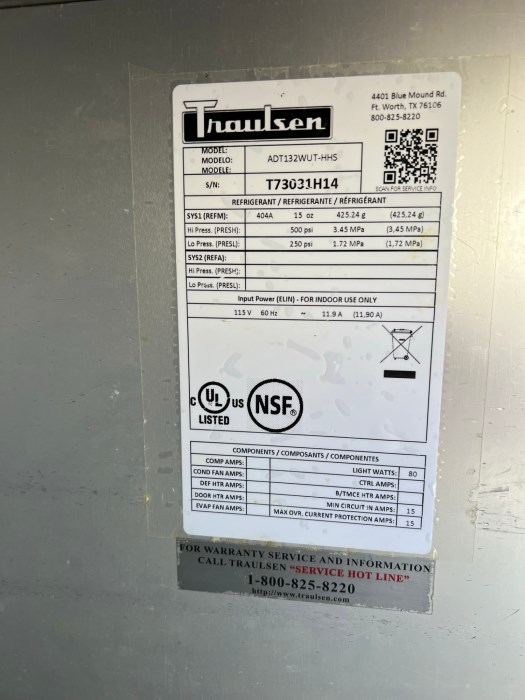 Traulsen
4401 Blue Mound Rd.
Ft. Worth, TX 76106
800-825-8220
MODEL:
MODELO:
MODELE:
ADT132WUT-HHS
SCAN FOR SERVICE INFO
S/N: T73031H14
REFRIGERANT / REFRIGERANTE / RÉFRIGÉRANT
SYS1 (REFM): 404A 15 oz 425.24 g (425,24 g)
Hi Press. (PRESH): 500 psi 3.45 MPa (3,45 MPa)
Lo Press. (PRESL): 250 psi 1.72 MPa (1,72 MPa)
SYS2 (REFA):
Hi Press. (PRESH):
Lo Press. (PRESL):
Input Power (ELIN) - FOR INDOOR USE ONLY
115 V 60 Hz ~ 11.9 A (11,90 A)
C UL US
LISTED
NSF®
COMPONENTS / COMPOSANTS / COMPONENTES
COMP AMPS: LIGHT WATTS: 80
COND FAN AMPS: CTRL AMPS:
DEF HTR AMPS: B/TMCE HTR AMPS:
DOOR HTR AMPS: MIN CIRCUIT IN AMPS: 15
EVAP FAN AMPS: MAX OVR. CURRENT PROTECTION AMPS: 15
FOR WARRANTY SERVICE AND INFORMATION
CALL TRAULSEN "SERVICE HOT LINE"
1-800-825-8220
http://www.traulsen.com